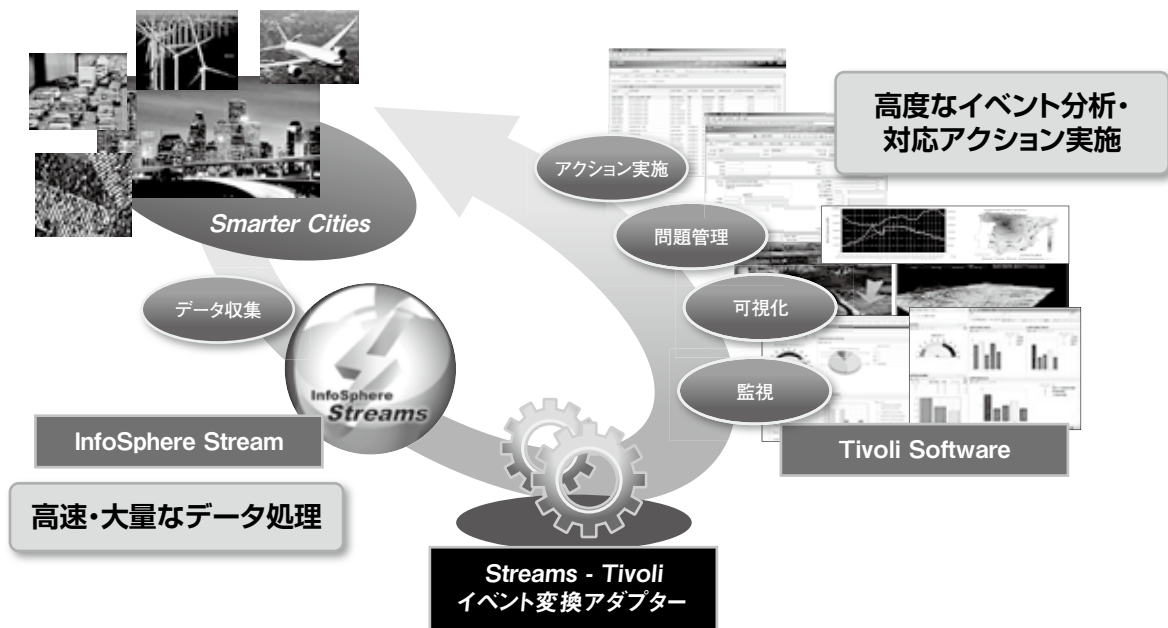 高度なイベント分析・
対応アクション実施
アクション実施
Smarter Cities
問題管理
データ収集
可視化
InfoSphere
Streams
監視
InfoSphere Stream
Tivoli Software
高速・大量なデータ処理
Streams - Tivoli
イベント変換アダプター